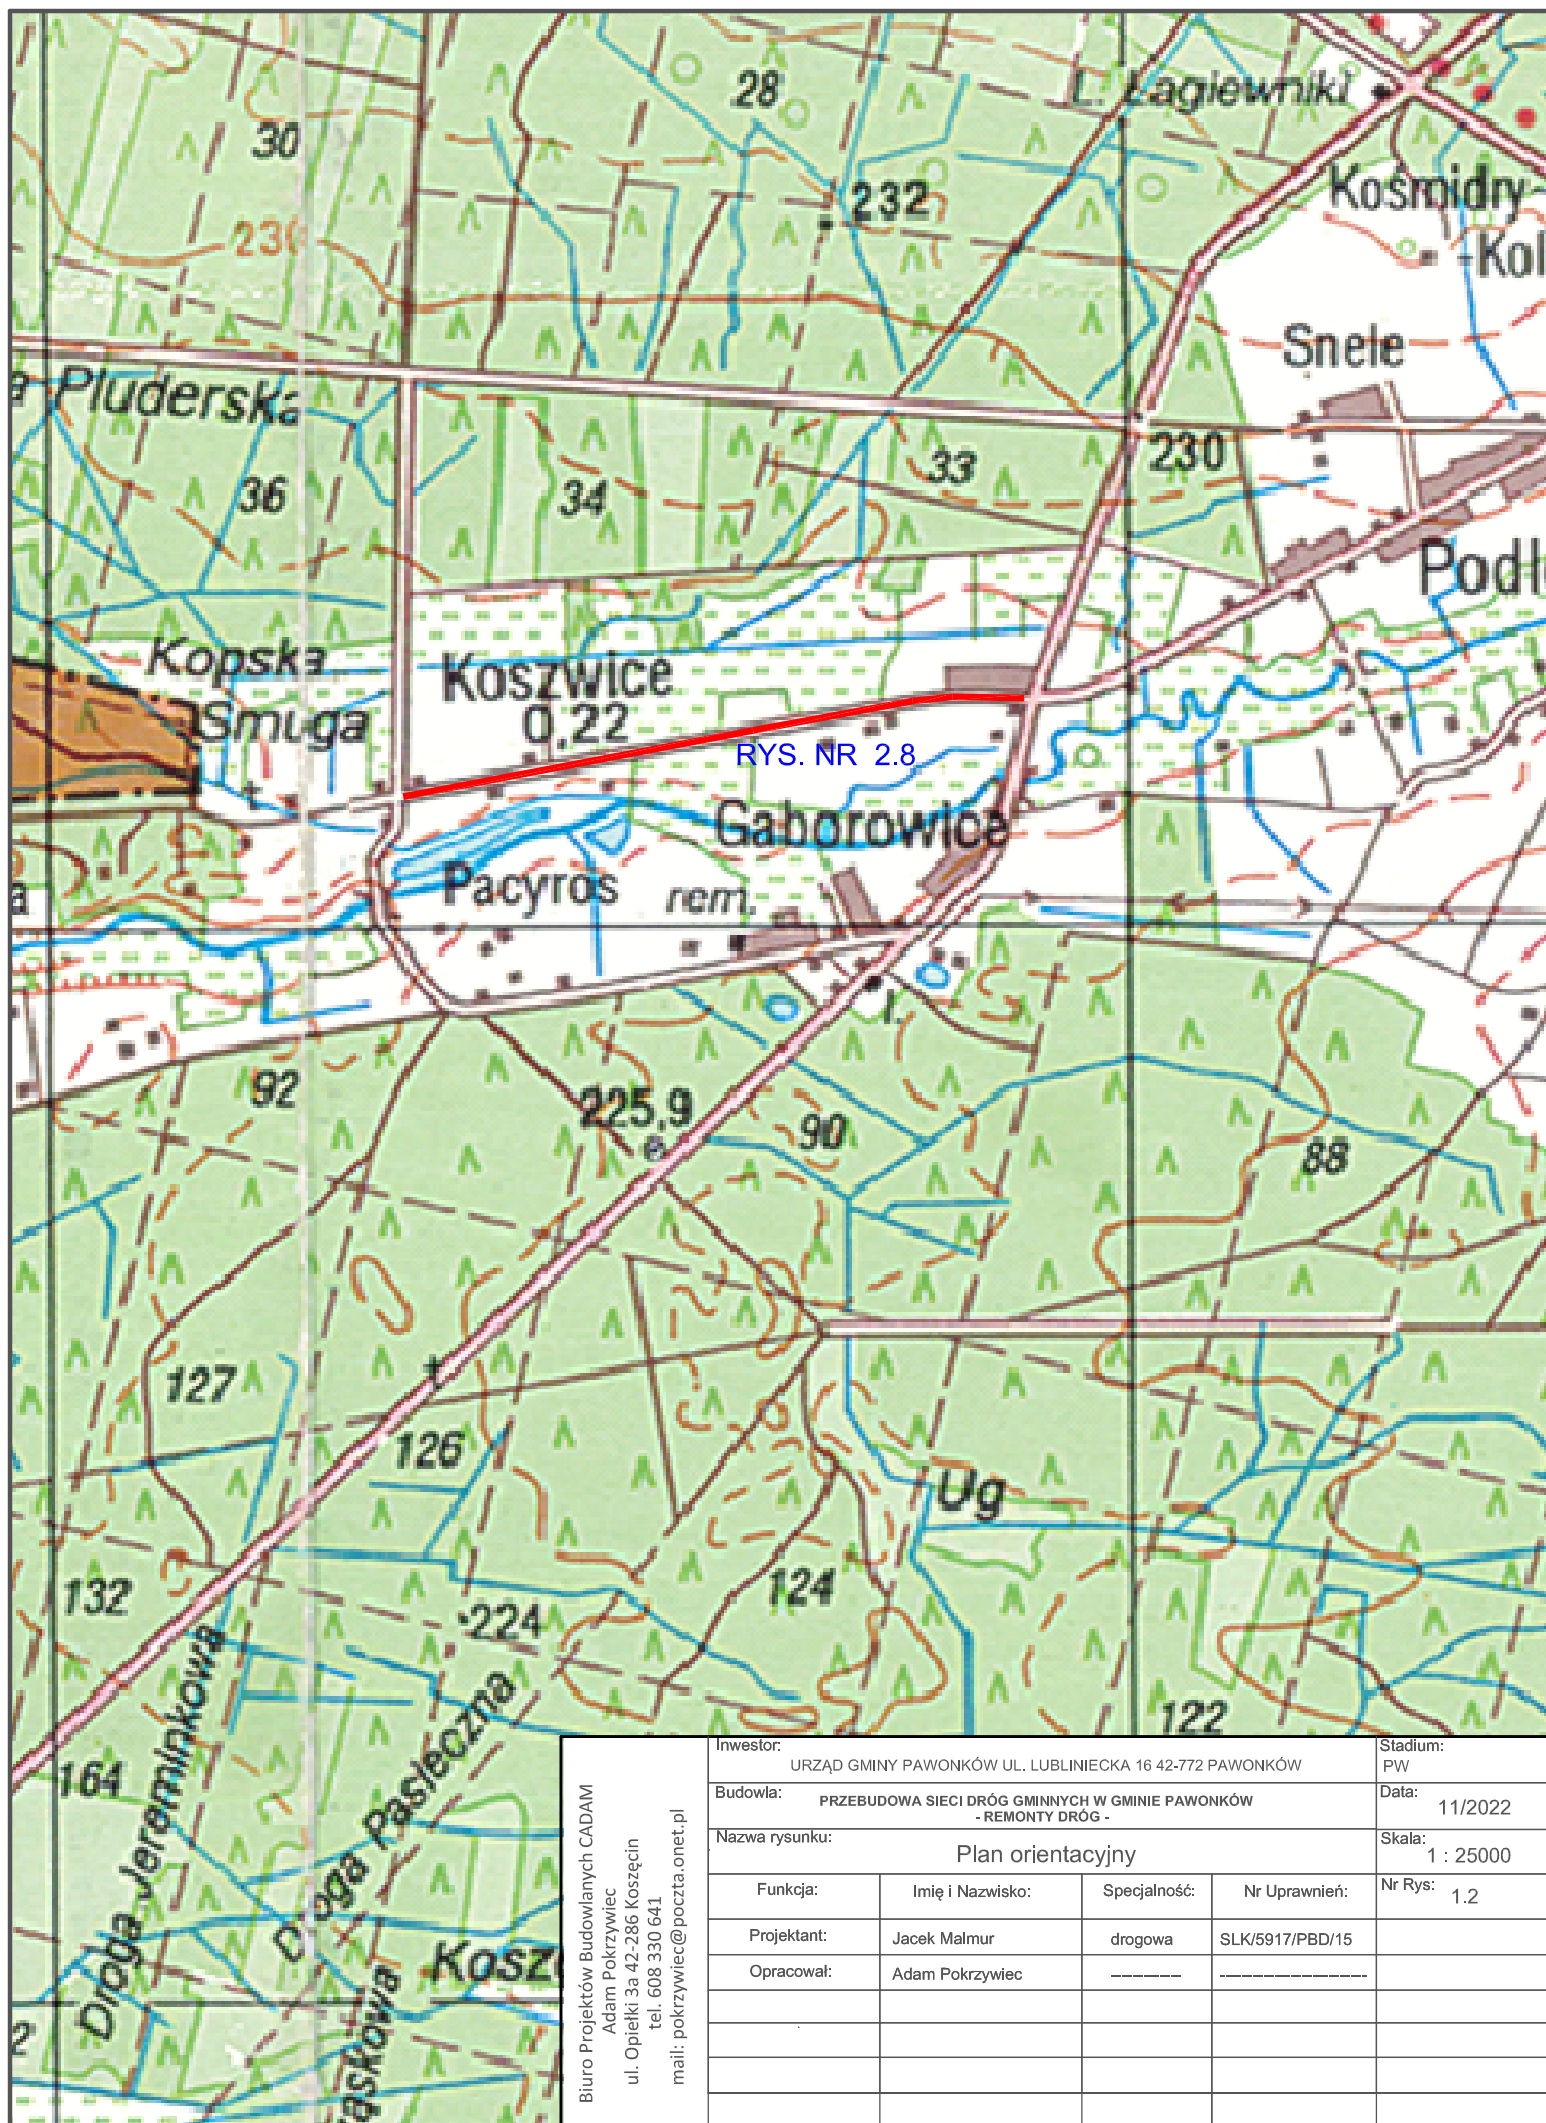 28
L. Łagiewniki
30
232
Kośmidry-
-Kol
230
Snele
Pluderska
230
33
36
34
Podl
Kopska
Smuga
Koszwice
0,22
RYS. NR 2.8
Gaborowice
Pacyros
rem.
a
l.
92
225,9
90
88
127
126
Ug
132
124
224
122
164
Droga Jereminkowa
Droga Pasieczna
Kosz
2
Biuro Projektów Budowlanych CADAM
Adam Pokrzywiec
ul. Opiełki 3a 42-286 Koszęcin
tel. 608 330 641
mail: pokrzywiec@poczta.onet.pl
Inwestor:
URZĄD GMINY PAWONKÓW UL. LUBLINIECKA 16 42-772 PAWONKÓW
Stadium:
PW
Budowla:
PRZEBUDOWA SIECI DRÓG GMINNYCH W GMINIE PAWONKÓW
- REMONTY DRÓG -
Data:
11/2022
Nazwa rysunku:
Plan orientacyjny
Skala:
1 : 25000
Funkcja: Imię i Nazwisko: Specjalność: Nr Uprawnień:
Nr Rys:
1.2
Projektant: Jacek Malmur drogowa SLK/5917/PBD/15
Opracował: Adam Pokrzywiec ------- ---------------